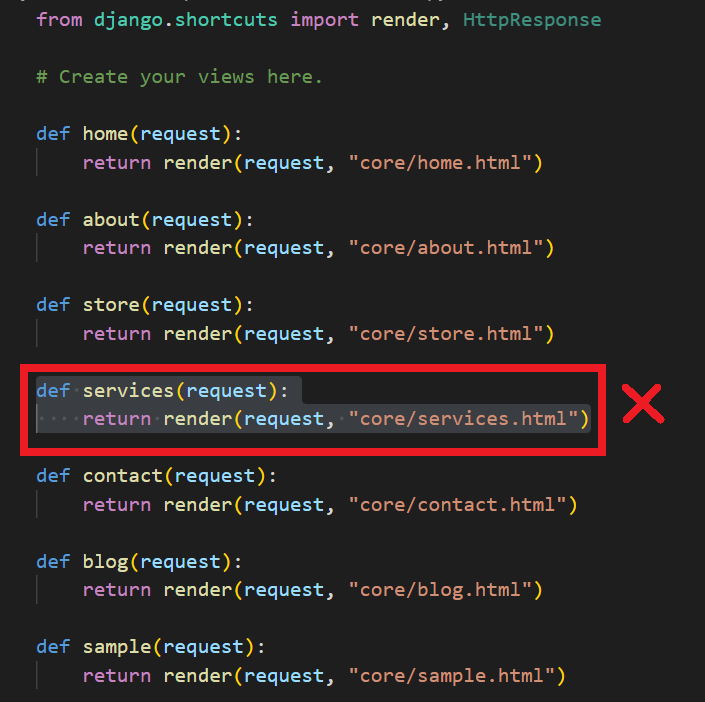 from django.shortcuts import render, HttpResponse
# Create your views here.
def home(request):
    return render(request, "core/home.html")
def about(request):
    return render(request, "core/about.html")
def store(request):
    return render(request, "core/store.html")
def services(request):
    return render(request, "core/services.html")
def contact(request):
    return render(request, "core/contact.html")
def blog(request):
    return render(request, "core/blog.html")
def sample(request):
    return render(request, "core/sample.html")